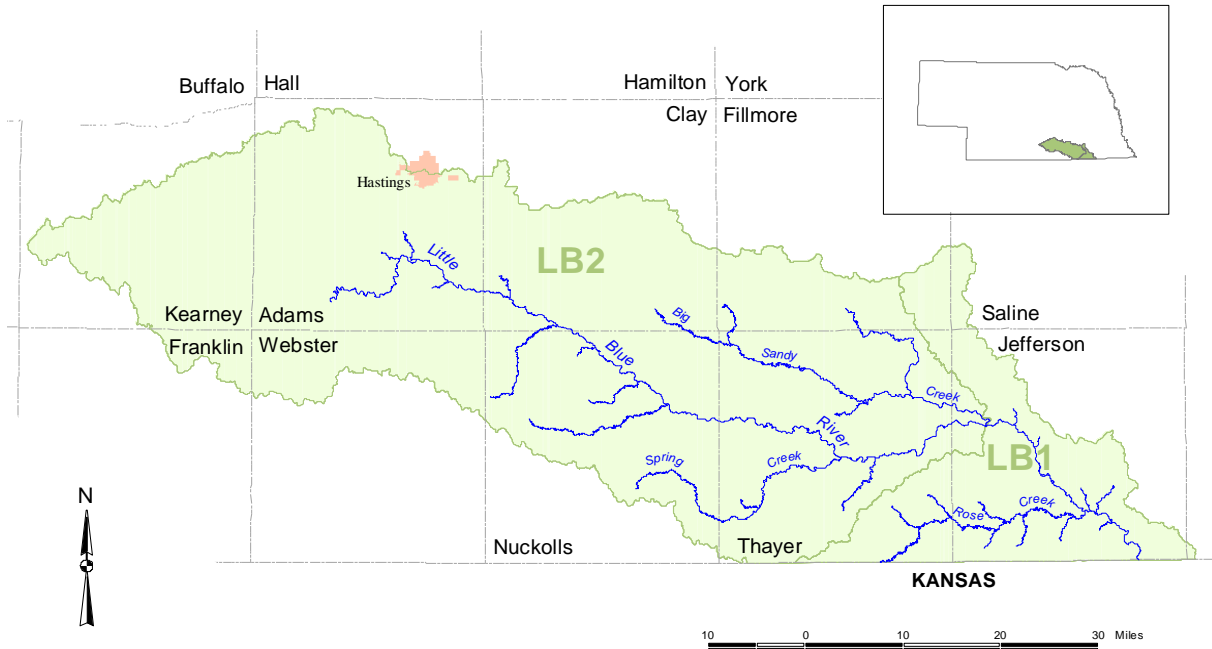 Buffalo Hall
Hamilton York
Clay Fillmore
Hastings
Little
LB2
Kearney Adams
Saline
Franklin Webster
Jefferson
Big
Blue
Sandy
Creek
River
LB1
Spring
Creek
Creek
Rose
N
Nuckolls
Thayer
KANSAS
10 0 10 20 30 Miles